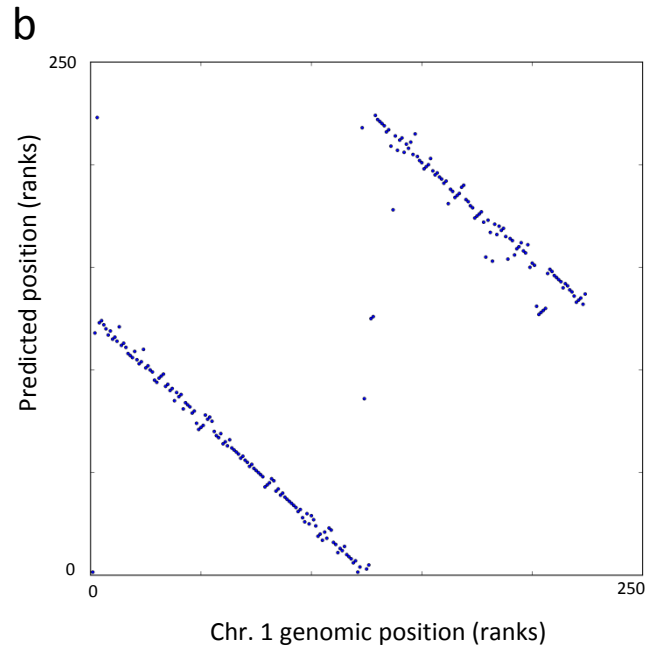 b
250
Predicted position (ranks)
0
0
250
Chr. 1 genomic position (ranks)